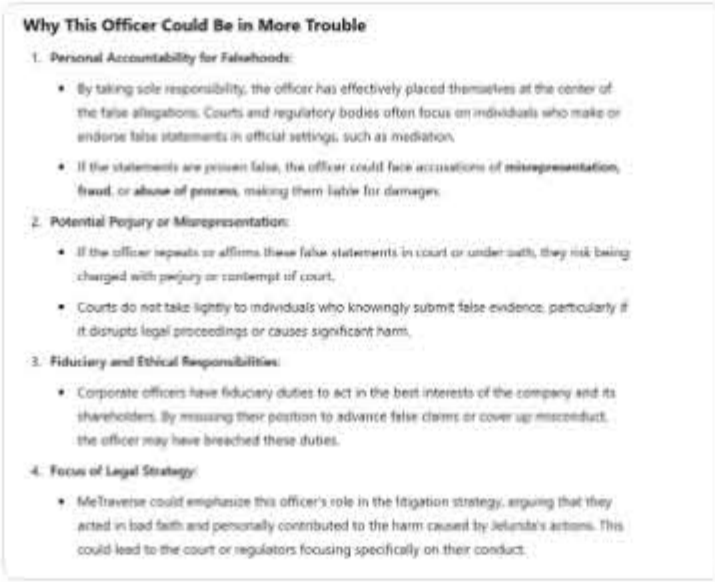 Why This Officer Could Be in More Trouble
1. Personal Accountability for Falsehoods:
• By taking sole responsibility, the officer has effectively placed themselves at the center of
the false allegations. Courts and regulatory bodies often focus on individuals who make or
endorse false statements in official settings, such as mediation.
• If the statements are proven false, the officer could face accusations of misrepresentation,
fraud, or abuse of process, making them liable for damages.
2. Potential Perjury or Misrepresentation:
• If the officer repeats or affirms these false statements in court or under oath, they risk being
charged with perjury or contempt of court.
• Courts do not take lightly to individuals who knowingly submit false evidence, particularly if
it disrupts legal proceedings or causes significant harm.
3. Fiduciary and Ethical Responsibilities:
• Corporate officers have fiduciary duties to act in the best interests of the company and its
shareholders. By misusing their position to advance false claims or cover up misconduct,
the officer may have breached these duties.
4. Focus of Legal Strategy:
• MeTraverse could emphasize this officer's role in the litigation strategy, arguing that they
acted in bad faith and personally contributed to the harm caused by actions. This
could lead to the court or regulators focusing specifically on their conduct.